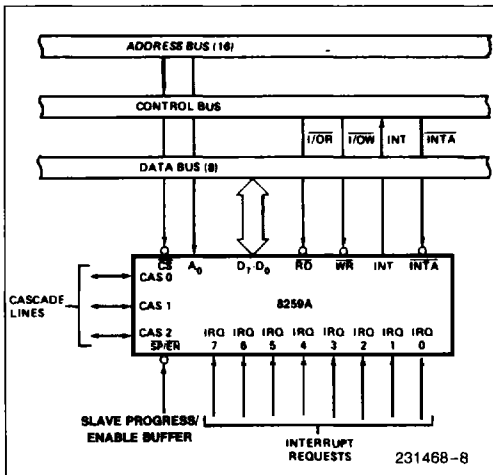 ADDRESS BUS (16)
CONTROL BUS
I/OR I/OW INT INTA
DATA BUS (8)
CS A0 D7-D0 RD WR INT INTA
CAS 0
CASCADE
LINES
CAS 1
8259A
CAS 2
IRQ IRQ IRQ IRQ IRQ IRQ IRQ IRQ
SP/EN 7 6 5 4 3 2 1 0
SLAVE PROGRESS/
ENABLE BUFFER
INTERRUPT
REQUESTS
231468-8